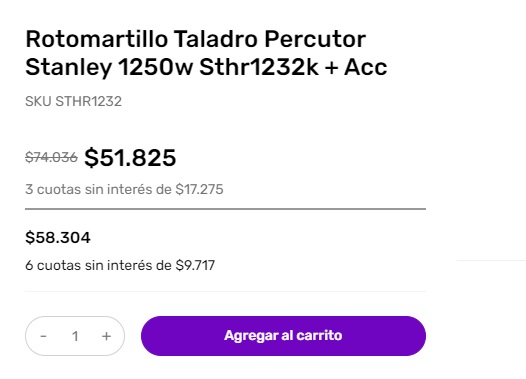 Rotomartillo Taladro Percutor
Stanley 1250w Sthr1232k + Acc
SKU STHR1232
$74.036 $51.825
3 cuotas sin interés de $17.275
$58.304
6 cuotas sin interés de $9.717
- 1 + Agregar al carrito